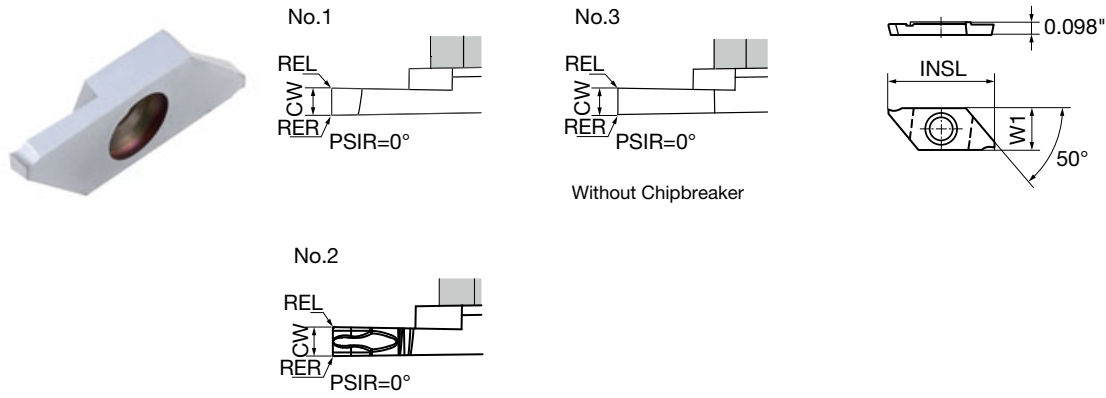 No.1
REL
CW
RER
PSIR=0°
No.3
REL
CW
RER
PSIR=0°
Without Chipbreaker
0.098"
INSL
W1
50°
No.2
REL
CW
RER
PSIR=0°